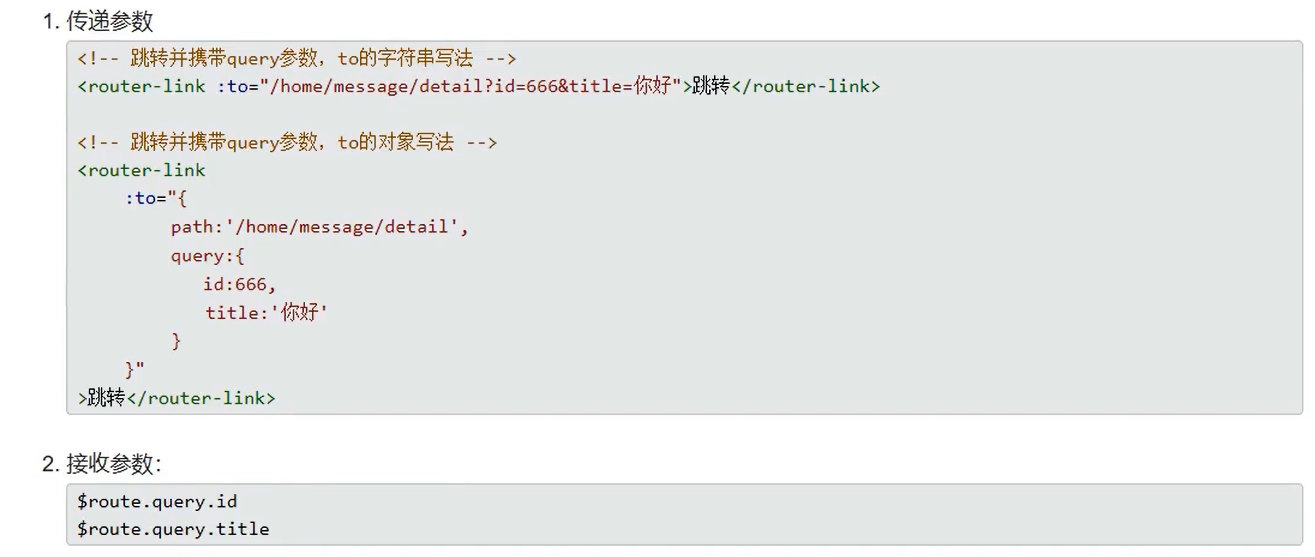 1. 传递参数
<!-- 跳转并携带query参数，to的字符串写法 -->
<router-link :to="/home/message/detail?id=666&title=你好">跳转</router-link>
<!-- 跳转并携带query参数，to的对象写法 -->
<router-link
:to="{
path:'/home/message/detail',
query:{
id:666,
title:'你好'
}
}"
>跳转</router-link>
2. 接收参数：
$route.query.id
$route.query.title